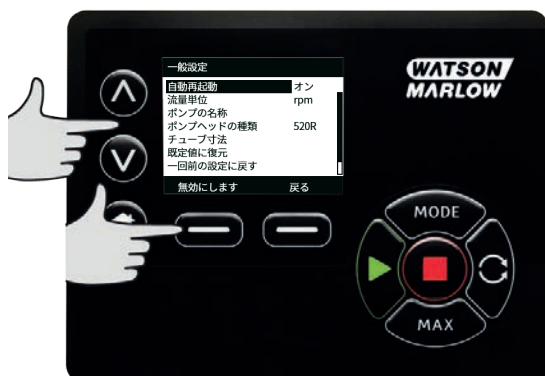 一般設定
自動再起動 オン
流量単位 rpm
ポンプの名称
ポンプヘッドの種類 520R
チューブ寸法
既定値に復元
一回前の設定に戻す
無効にします 戻る
WATSON
MARLOW
MODE
MAX